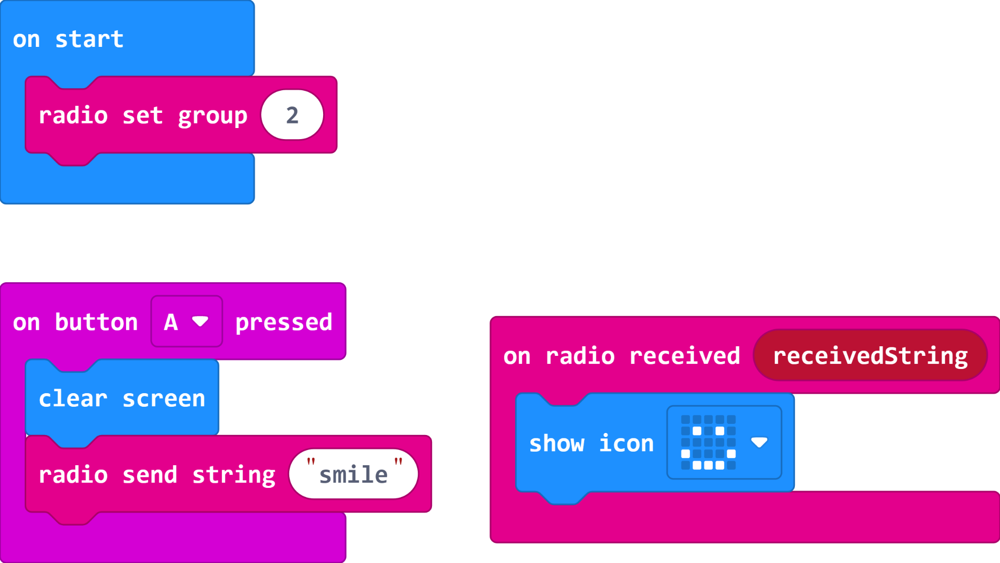 on start
radio set group 2
on button A pressed
clear screen
radio send string "smile"
on radio received receivedString
show icon